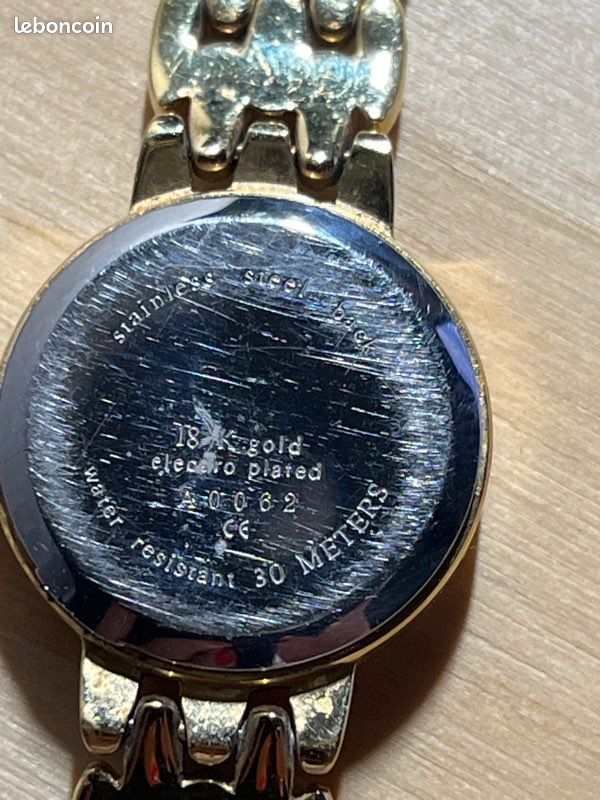 leboncoin
stainless steel back
18 K gold
electro plated
A0062
CE
water resistant 30 METERS